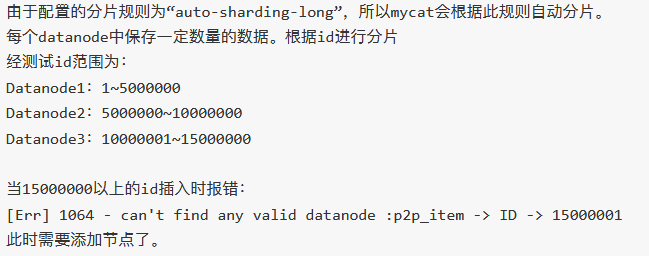 由于配置的分片规则为“auto-sharding-long”，所以mycat会根据此规则自动分片。
每个datanode中保存一定数量的数据。根据id进行分片
经测试id范围为：
Datanode1：1~5000000
Datanode2：5000000~10000000
Datanode3：10000001~15000000
当15000000以上的id插入时报错：
[Err] 1064 - can't find any valid datanode :p2p_item -> ID -> 15000001
此时需要添加节点了。